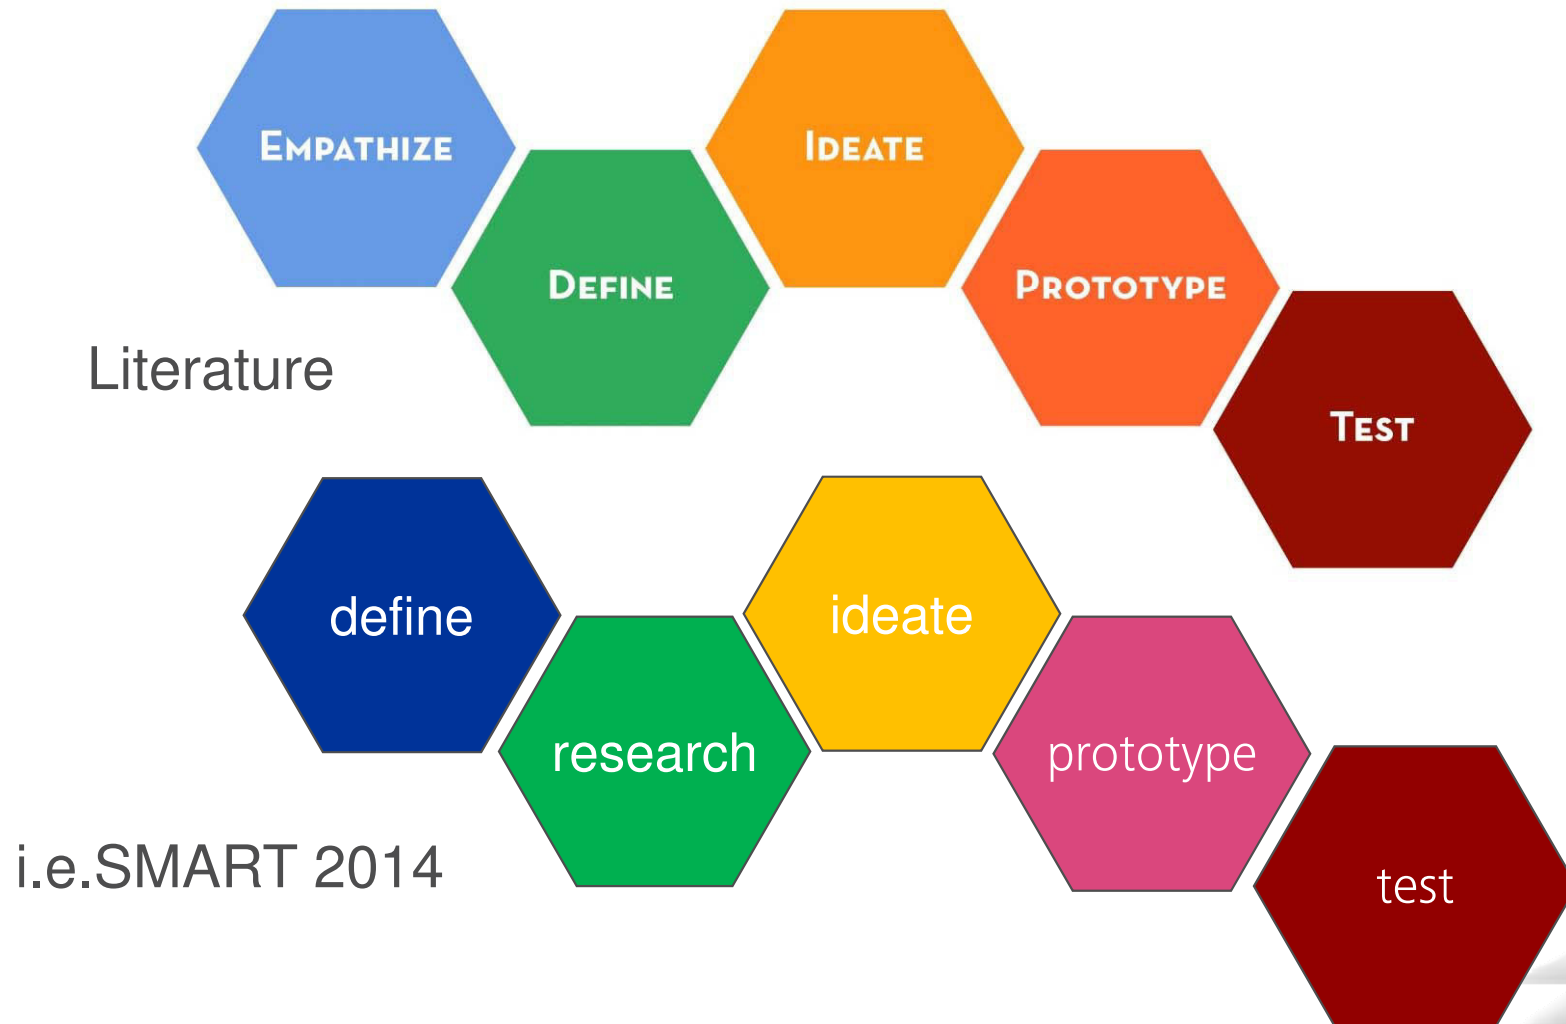 EMPATHIZE
DEFINE
IDEATE
PROTOTYPE
TEST
Literature
define
research
ideate
prototype
test
i.e.SMART 2014